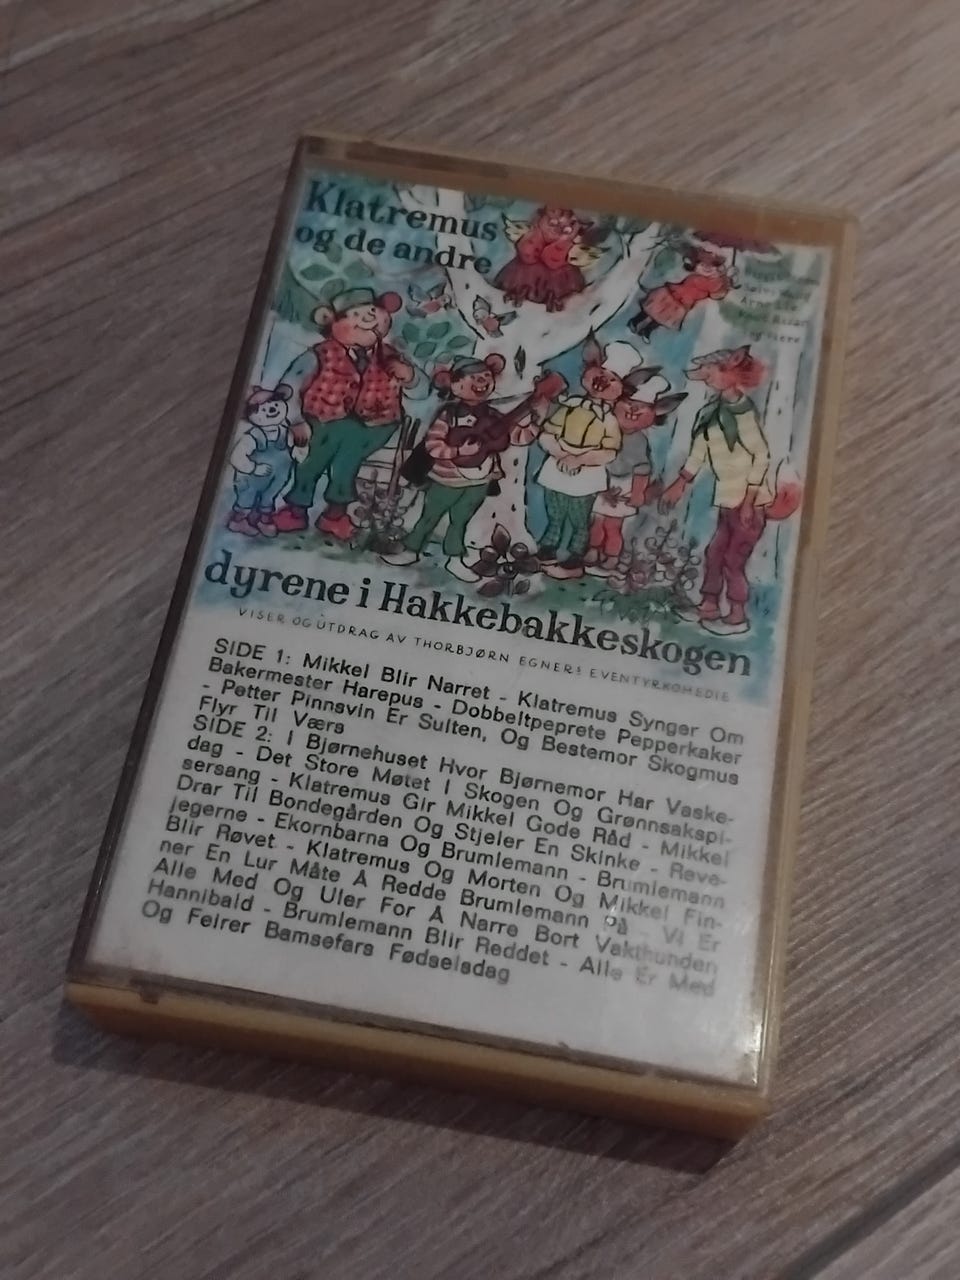 Klatremus
og de andre
dyrene i Hakkebakkeskogen
VISER OG UTDRAG AV THORBJØRN EGNERS EVENTYRKOMEDIE
SIDE 1: Mikkel Blir Narret - Klatremus Synger Om
Bakermester Harepus - Dobbeltpeprete Pepperkaker
- Petter Pinnsvin Er Sulten, Og Bestemor Skogmus
Flyr Til Værs
SIDE 2: I Bjørnehuset Hvor Bjørnemor Har Vaske-
dag - Det Store Møtet I Skogen Og Grønnsakspi-
sersang - Klatremus Gir Mikkel Gode Råd - Mikkel
Drar Til Bondegården Og Stjeler En Skinke - Reve-
jegerne - Ekornbarna Og Brumlemann - Brumlemann
Blir Røvet - Klatremus Og Morten Og Mikkel Fin-
ner En Lur Måte Å Redde Brumlemann På - Vi Er
Alle Med Og Uler For Å Narre Bort Vakthunden
Hannibald - Brumlemann Blir Reddet - Alle Er Med
Og Feirer Bamsefars Fødselsdag